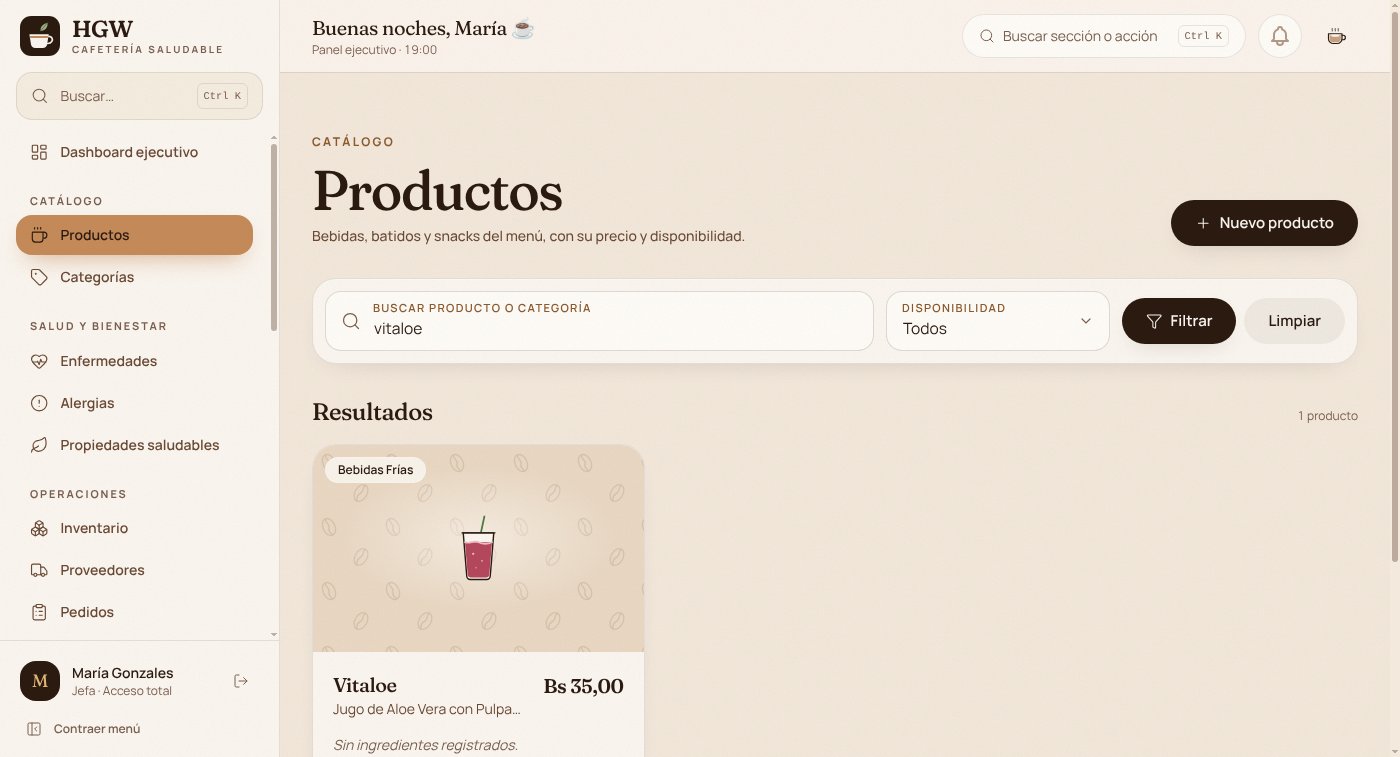 HGW
CAFETERÍA SALUDABLE
Buscar…
Ctrl K
Dashboard ejecutivo
CATÁLOGO
Productos
Categorías
SALUD Y BIENESTAR
Enfermedades
Alergias
Propiedades saludables
OPERACIONES
Inventario
Proveedores
Pedidos
M
María Gonzales
Jefa · Acceso total
Contraer menú
Buenas noches, María ☕
Panel ejecutivo · 19:00
Buscar sección o acción
Ctrl K
CATÁLOGO
Productos
Bebidas, batidos y snacks del menú, con su precio y disponibilidad.
+ Nuevo producto
BUSCAR PRODUCTO O CATEGORÍA
vitaloe
DISPONIBILIDAD
Todos
Filtrar
Limpiar
Resultados
1 producto
Bebidas Frías
Vitaloe
Bs 35,00
Jugo de Aloe Vera con Pulpa…
Sin ingredientes registrados.